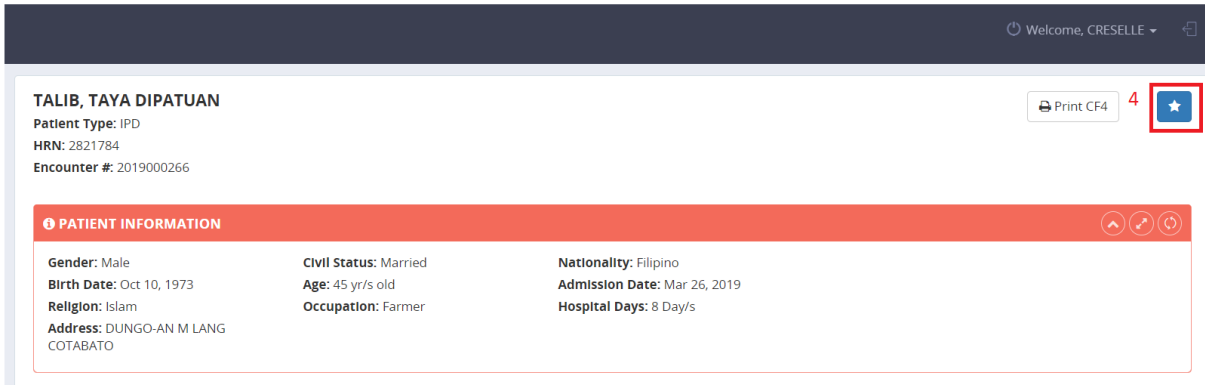 Welcome, CRESELLE
TALIB, TAYA DIPATUAN
Print CF4
4
Patient Type: IPD
HRN: 2821784
Encounter #: 2019000266
PATIENT INFORMATION
Gender: Male Civil Status: Married Nationality: Filipino
Birth Date: Oct 10, 1973 Age: 45 yr/s old Admission Date: Mar 26, 2019
Religion: Islam Occupation: Farmer Hospital Days: 8 Day/s
Address: DUNGO-AN M LANG
COTABATO